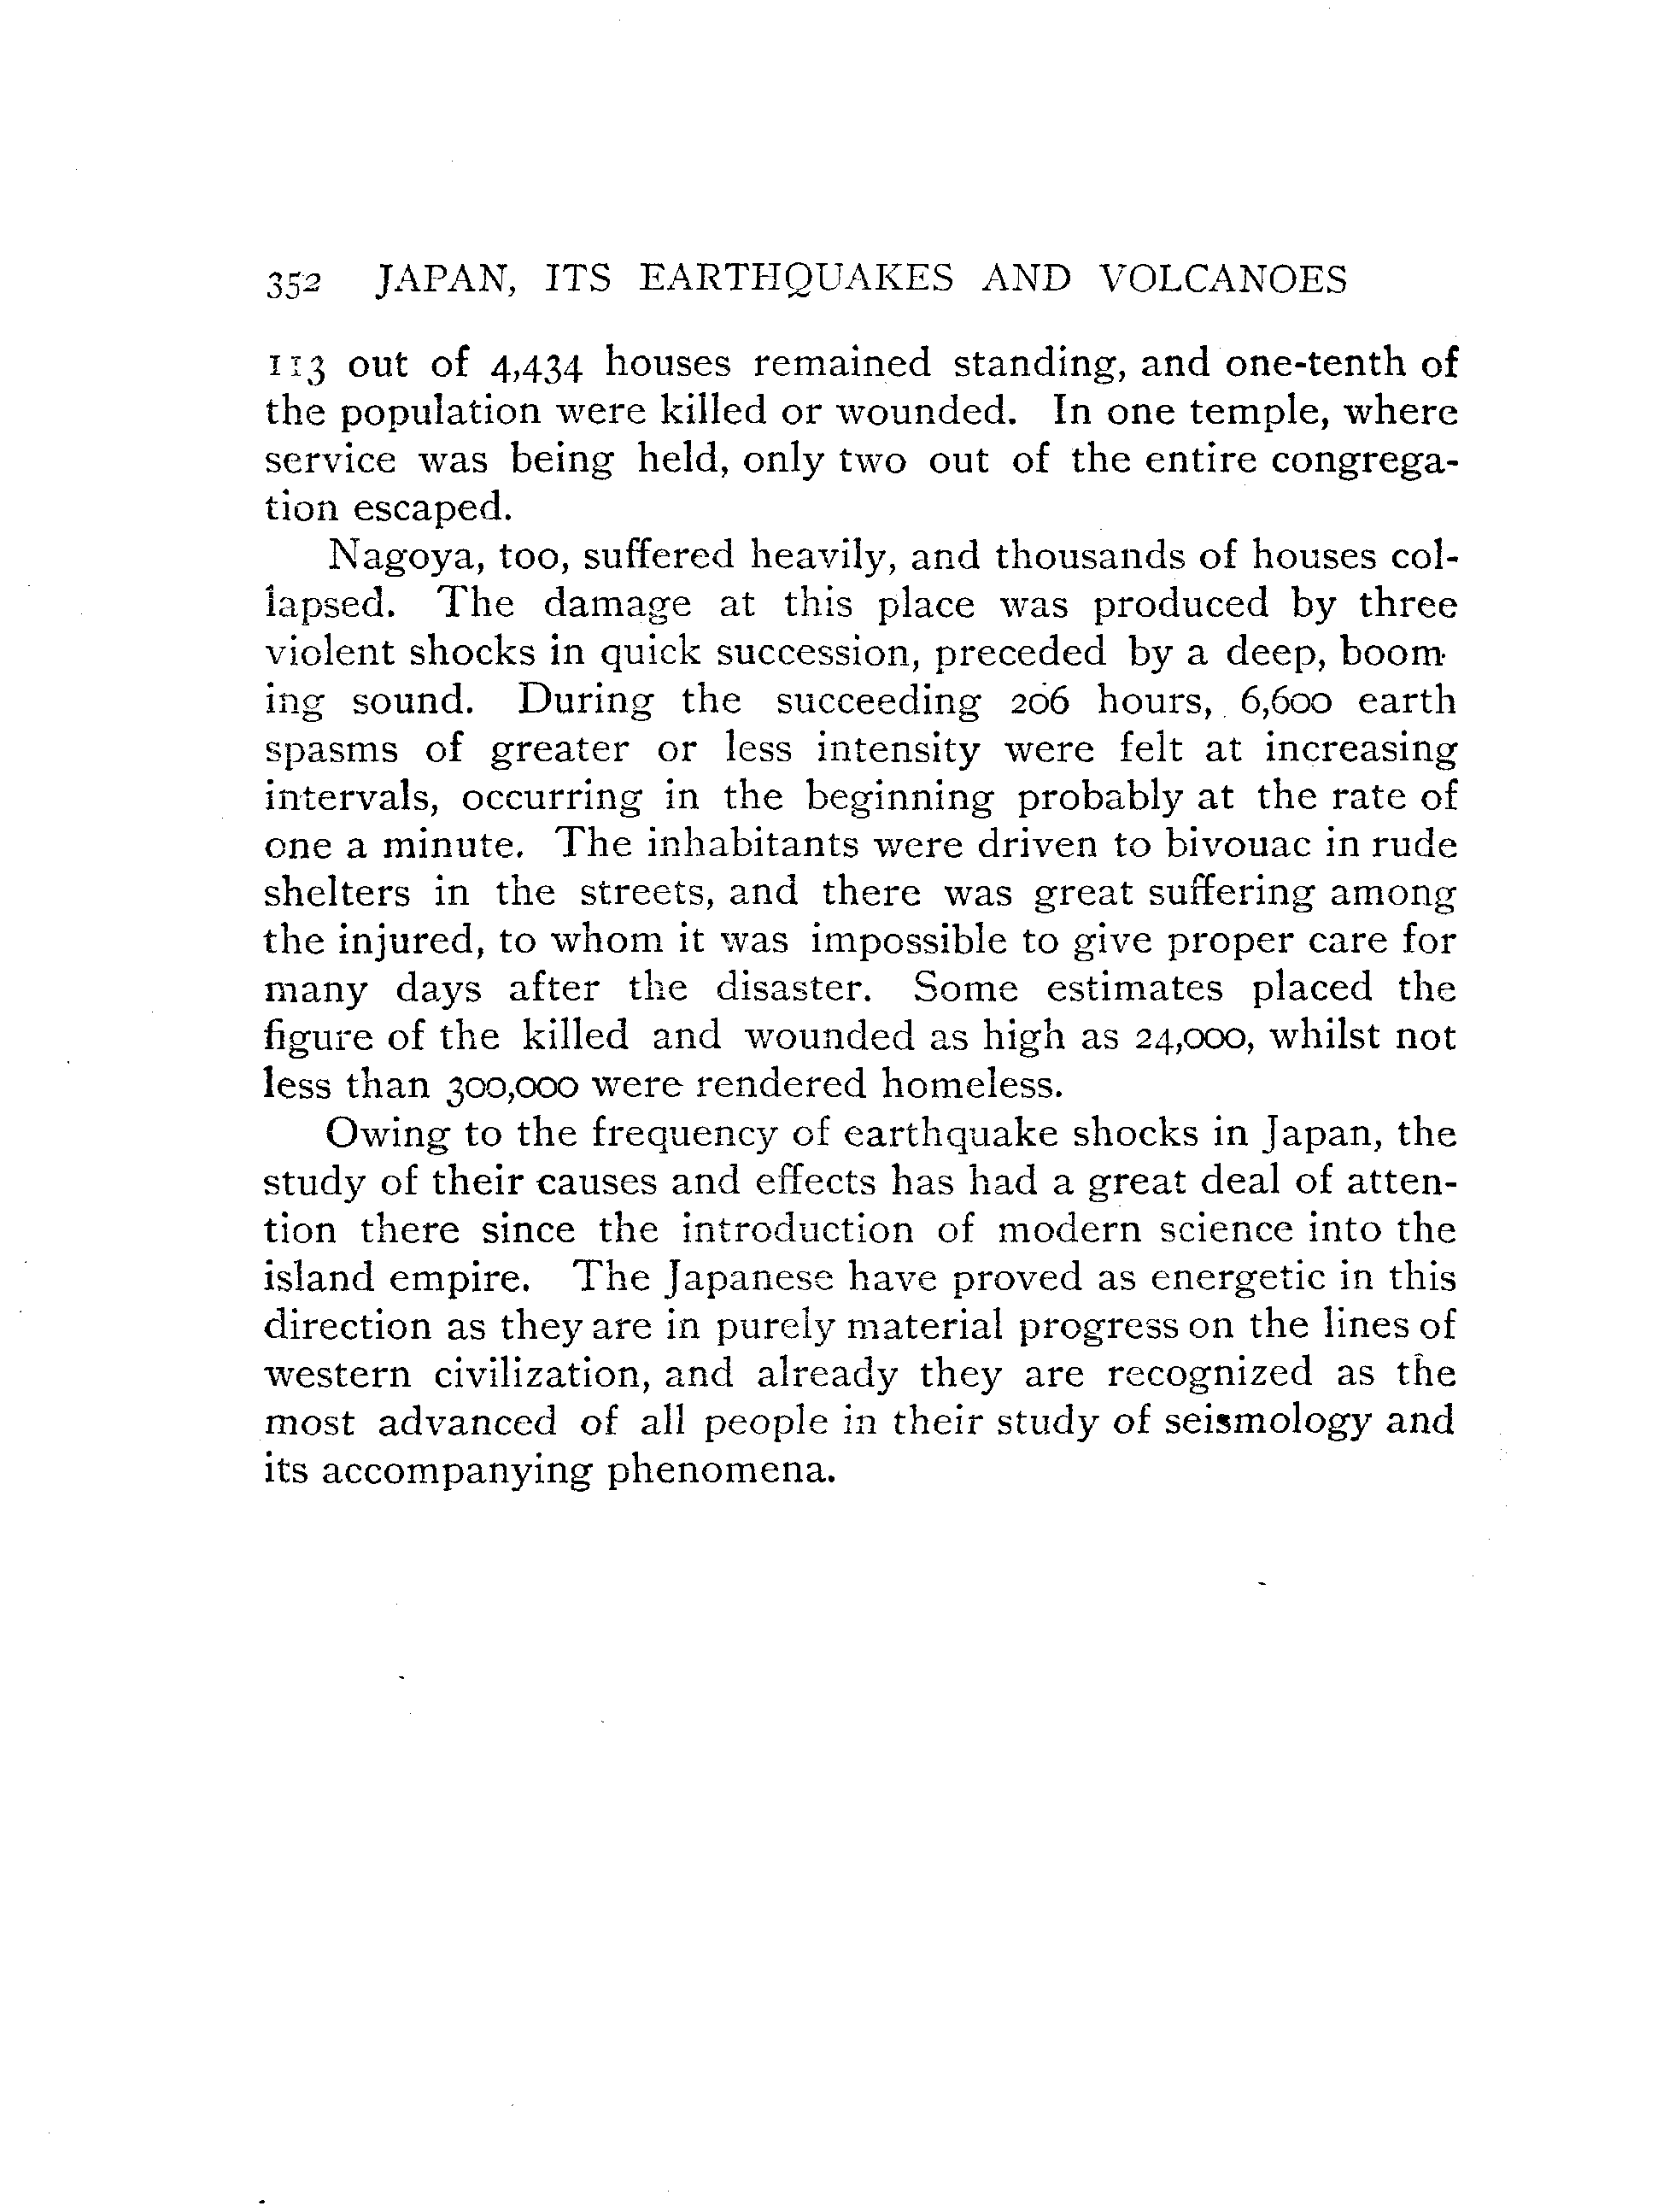 352 JAPAN, ITS EARTHQUAKES AND VOLCANOES
113 out of 4,434 houses remained standing, and one-tenth of
the population were killed or wounded. In one temple, where
service was being held, only two out of the entire congrega-
tion escaped.
Nagoya, too, suffered heavily, and thousands of houses col-
lapsed. The damage at this place was produced by three
violent shocks in quick succession, preceded by a deep, boom-
ing sound. During the succeeding 206 hours, 6,600 earth
spasms of greater or less intensity were felt at increasing
intervals, occurring in the beginning probably at the rate of
one a minute. The inhabitants were driven to bivouac in rude
shelters in the streets, and there was great suffering among
the injured, to whom it was impossible to give proper care for
many days after the disaster. Some estimates placed the
figure of the killed and wounded as high as 24,000, whilst not
less than 300,000 were rendered homeless.
Owing to the frequency of earthquake shocks in Japan, the
study of their causes and effects has had a great deal of atten-
tion there since the introduction of modern science into the
island empire. The Japanese have proved as energetic in this
direction as they are in purely material progress on the lines of
western civilization, and already they are recognized as the
most advanced of all people in their study of seismology and
its accompanying phenomena.